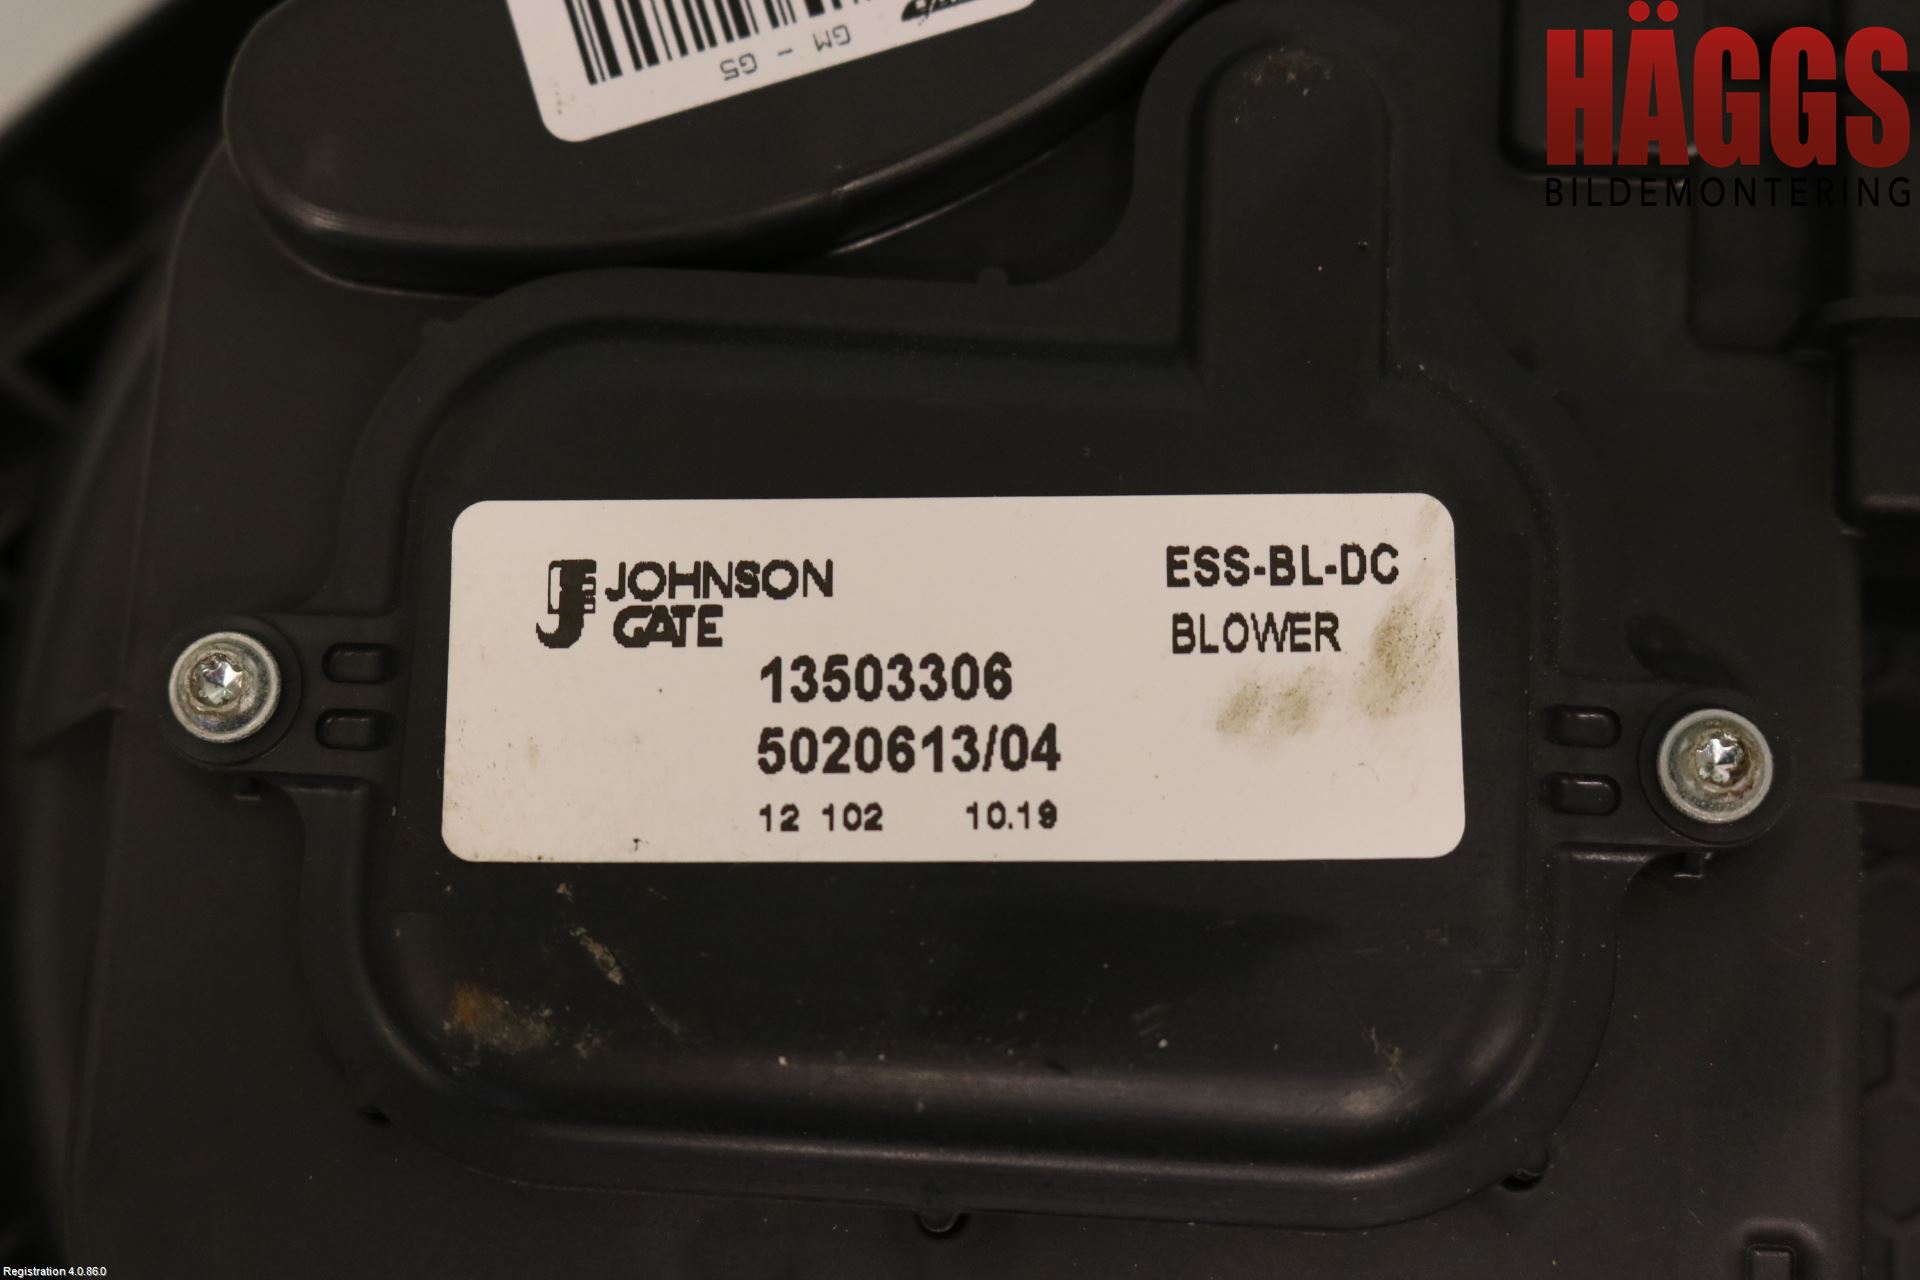 GM - G5
HÄGGS
BILDEMONTERING
JOHNSON
GATE
ESS-BL-DC
BLOWER
13503306
5020613/04
12 102 10.19
Registration 4.0.86.0